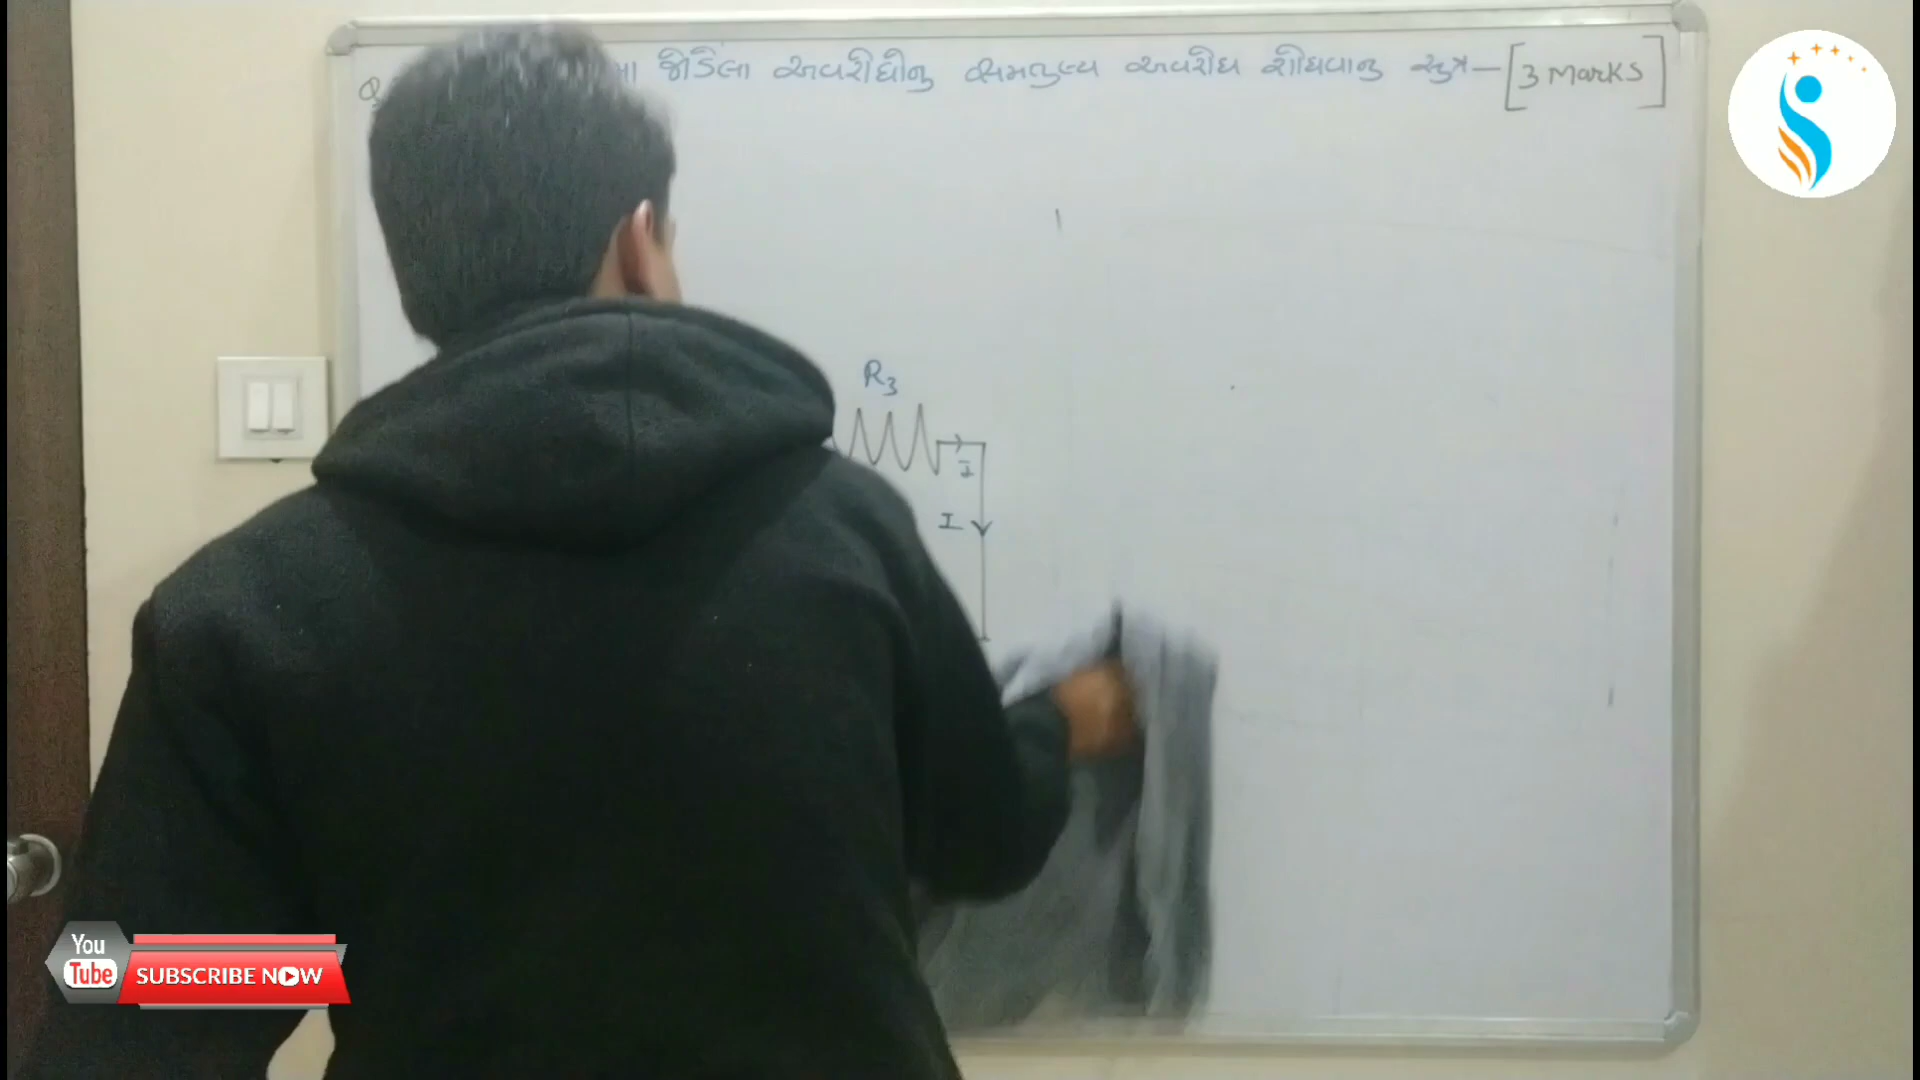 Q
મા જોડેલા અવરોધોનુ સમતુલ્ય અવરોધ શોધવાનુ સુત્ર - [3 Marks]
R3
I
I
You
Tube
SUBSCRIBE NOW